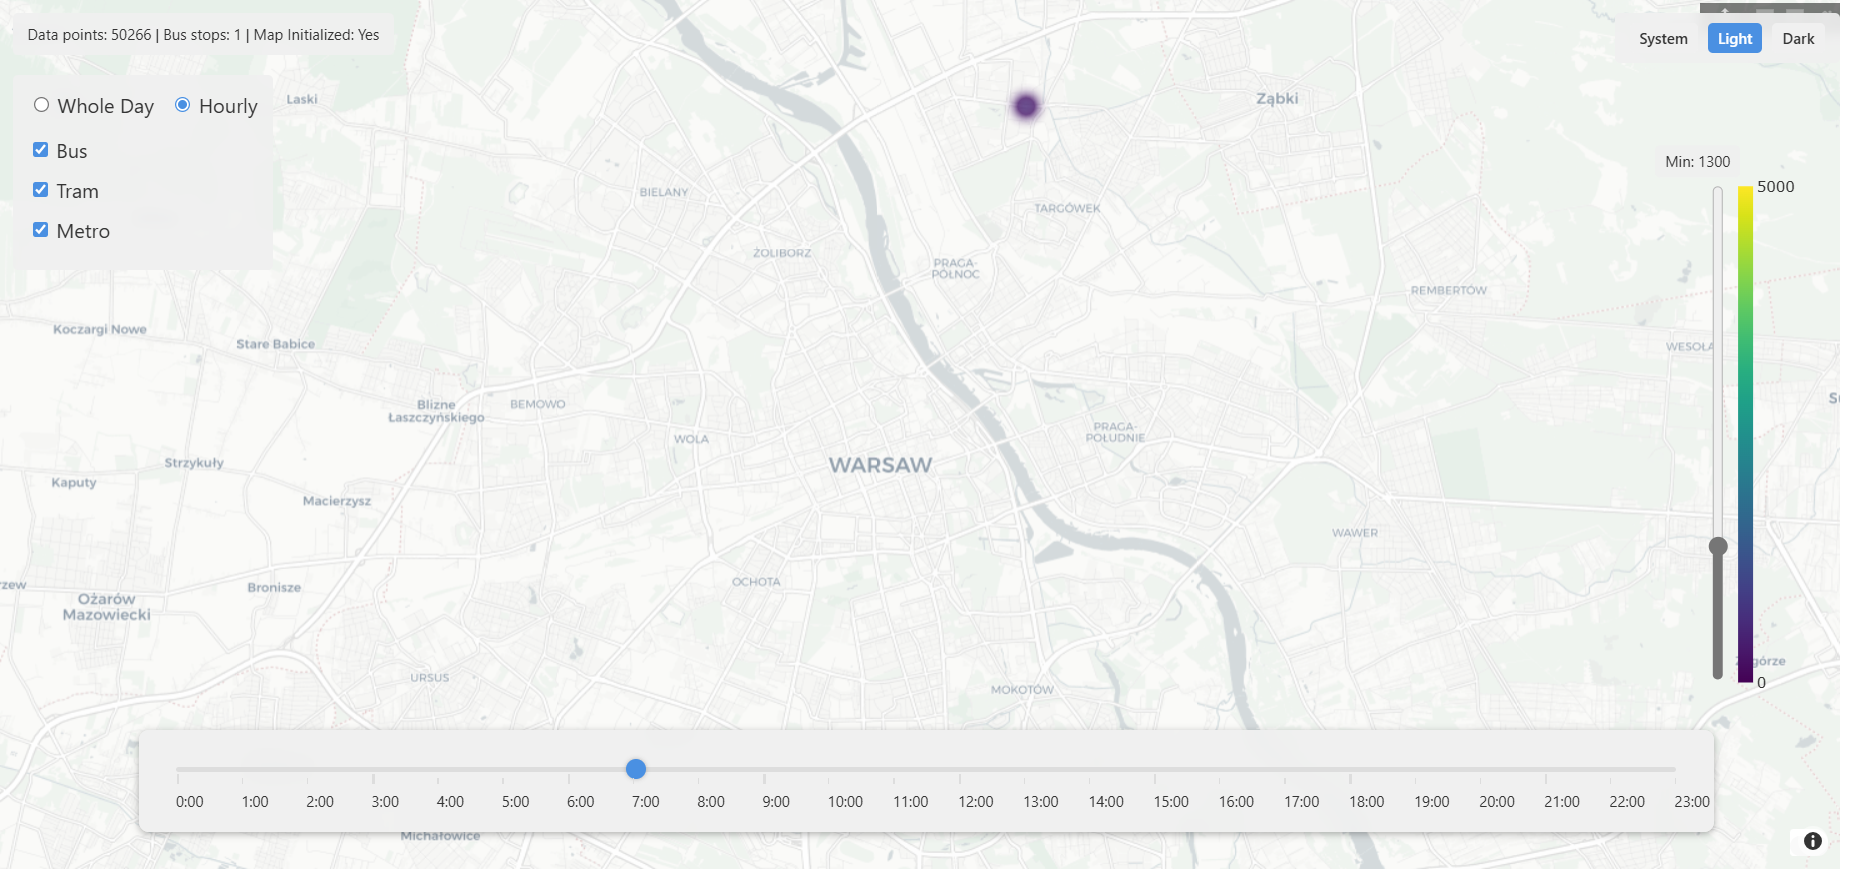 Data points: 50266 | Bus stops: 1 | Map Initialized: Yes
System Light Dark
Whole Day Hourly
Bus
Tram
Metro
Laski
Ząbki
Min: 1300
5000
0
BIELANY
TARGÓWEK
ŻOLIBORZ
PRAGA-
PÓŁNOC
REMBERTÓW
Koczargi Nowe
Stare Babice
WESOŁA
Blizne
Łaszczyńskiego
BEMOWO
WOLA
PRAGA-
POŁUDNIE
WARSAW
Strzykuły
Kaputy
Macierzysz
WAWER
OCHOTA
Bronisze
Ożarów
Mazowiecki
URSUS
MOKOTÓW
0:00 1:00 2:00 3:00 4:00 5:00 6:00 7:00 8:00 9:00 10:00 11:00 12:00 13:00 14:00 15:00 16:00 17:00 18:00 19:00 20:00 21:00 22:00 23:00
Michałowice